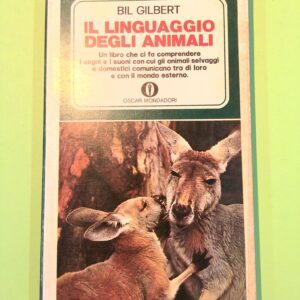 BIL GILBERT
IL LINGUAGGIO
DEGLI ANIMALI
Un libro che ci fa comprendere
i segni e i suoni con cui gli animali selvaggi
e domestici comunicano tra di loro
e con il mondo esterno.
OSCAR MONDADORI